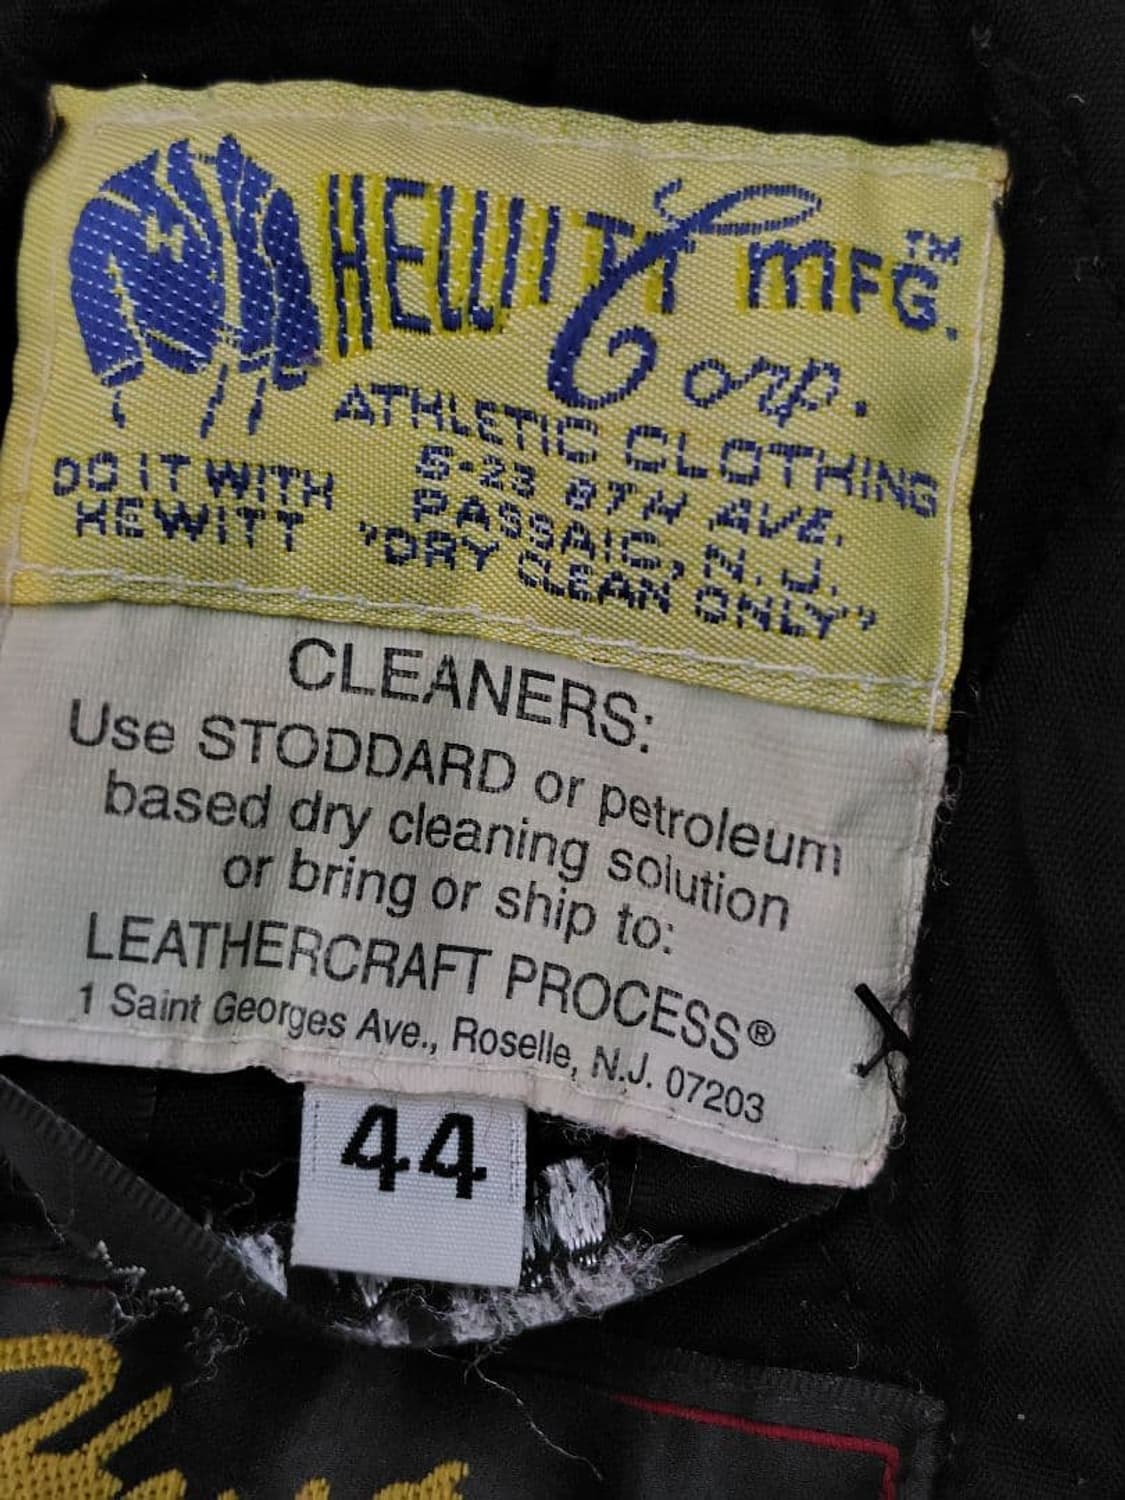 HEWITT MFG.™
Corp.
ATHLETIC CLOTHING
5-23 8TH AVE.
PASSAIC, N.J.
"DRY CLEAN ONLY"
DO IT WITH
HEWITT
CLEANERS:
Use STODDARD or petroleum
based dry cleaning solution
or bring or ship to:
LEATHERCRAFT PROCESS®
1 Saint Georges Ave., Roselle, N.J. 07203
44